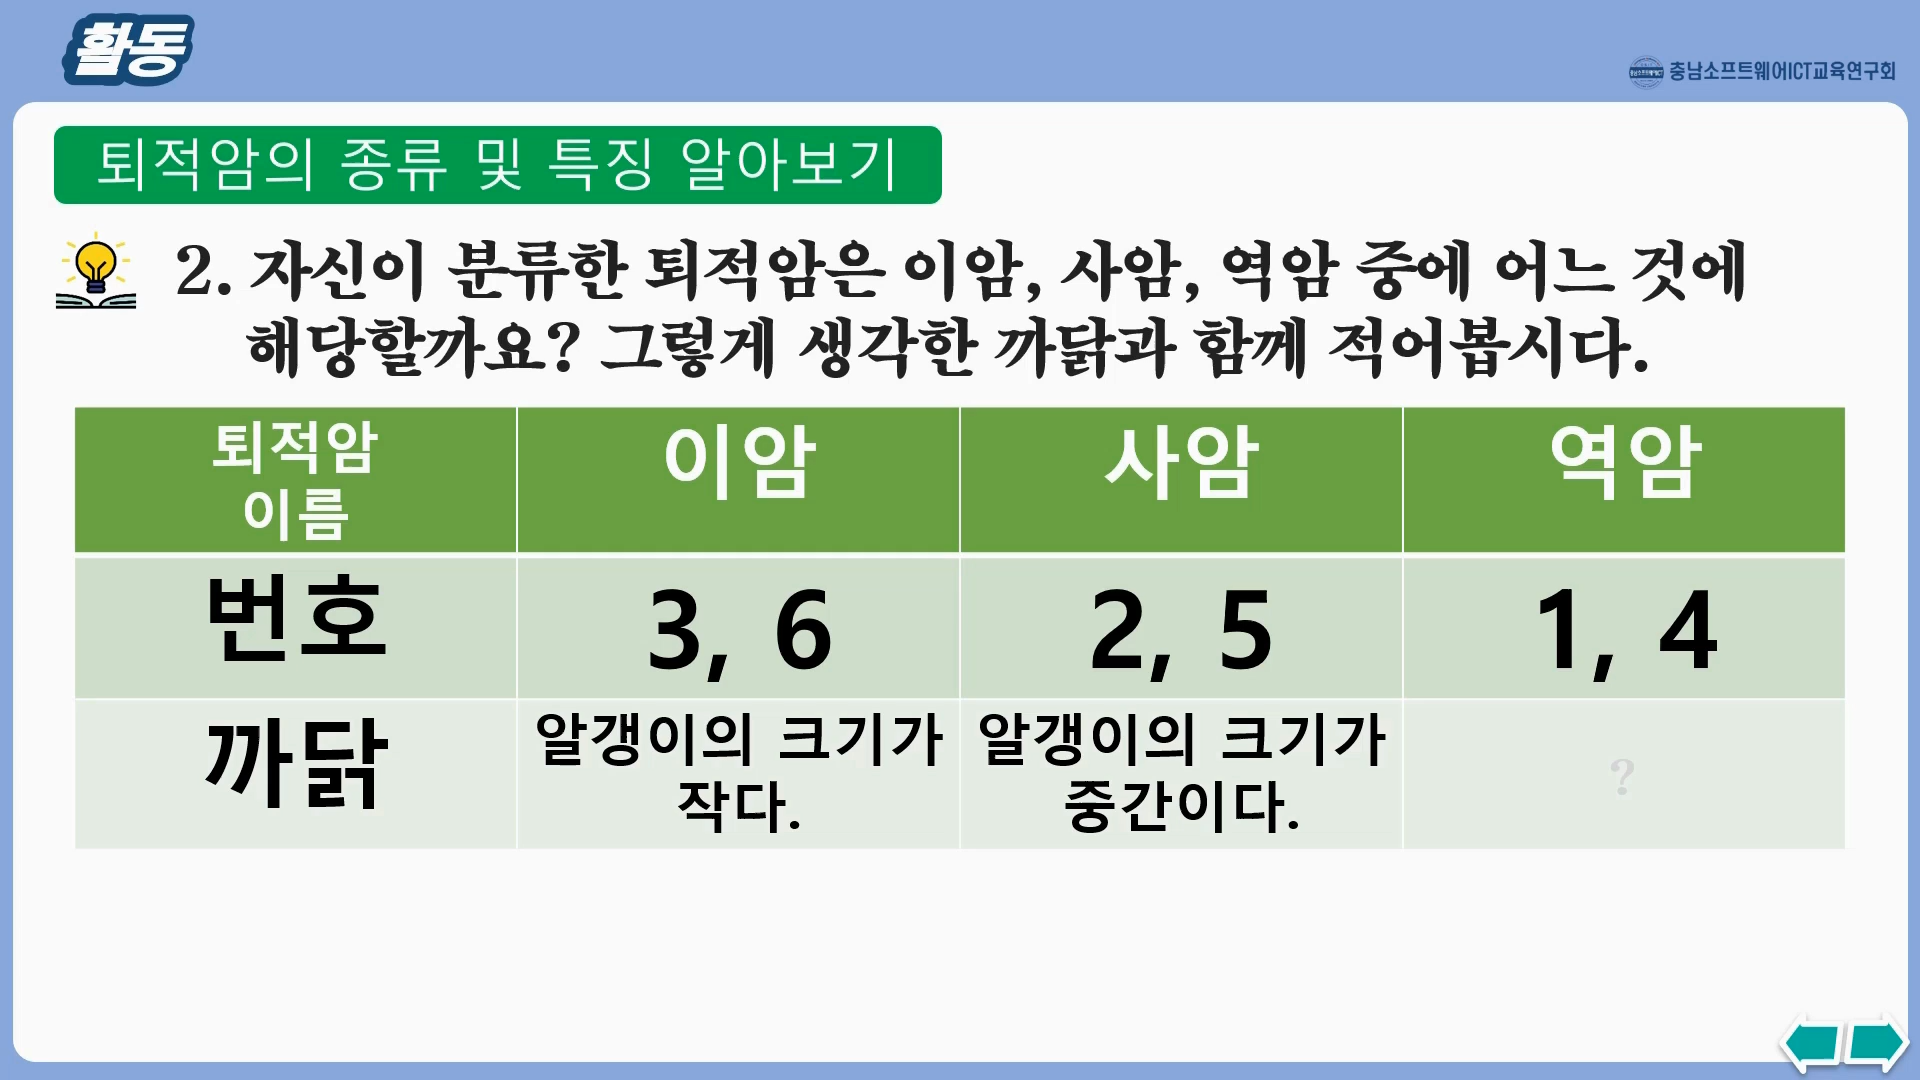 활동
충남소프트웨어ICT교육연구회
퇴적암의 종류 및 특징 알아보기
2. 자신이 분류한 퇴적암은 이암, 사암, 역암 중에 어느 것에
해당할까요? 그렇게 생각한 까닭과 함께 적어봅시다.
퇴적암
이름
이암
사암
역암
번호
3, 6
2, 5
1, 4
까닭
알갱이의 크기가
작다.
알갱이의 크기가
중간이다.
?